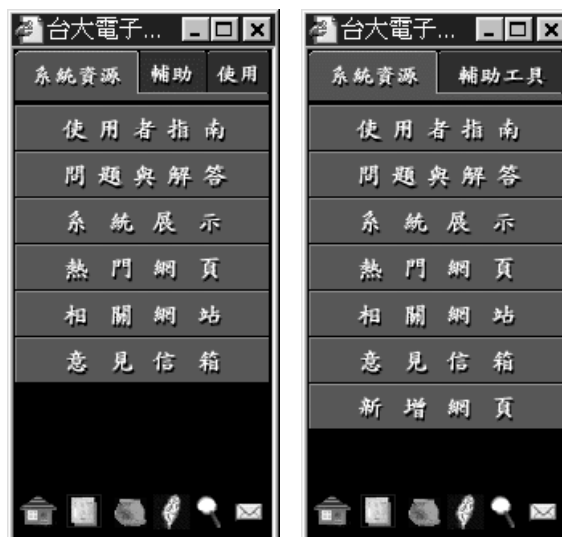 台大電子...
系統資源 輔助 使用
使用者指南
問題與解答
系統展示
熱門網頁
相關網站
意見信箱
台大電子...
系統資源 輔助工具
使用者指南
問題與解答
系統展示
熱門網頁
相關網站
意見信箱
新增網頁